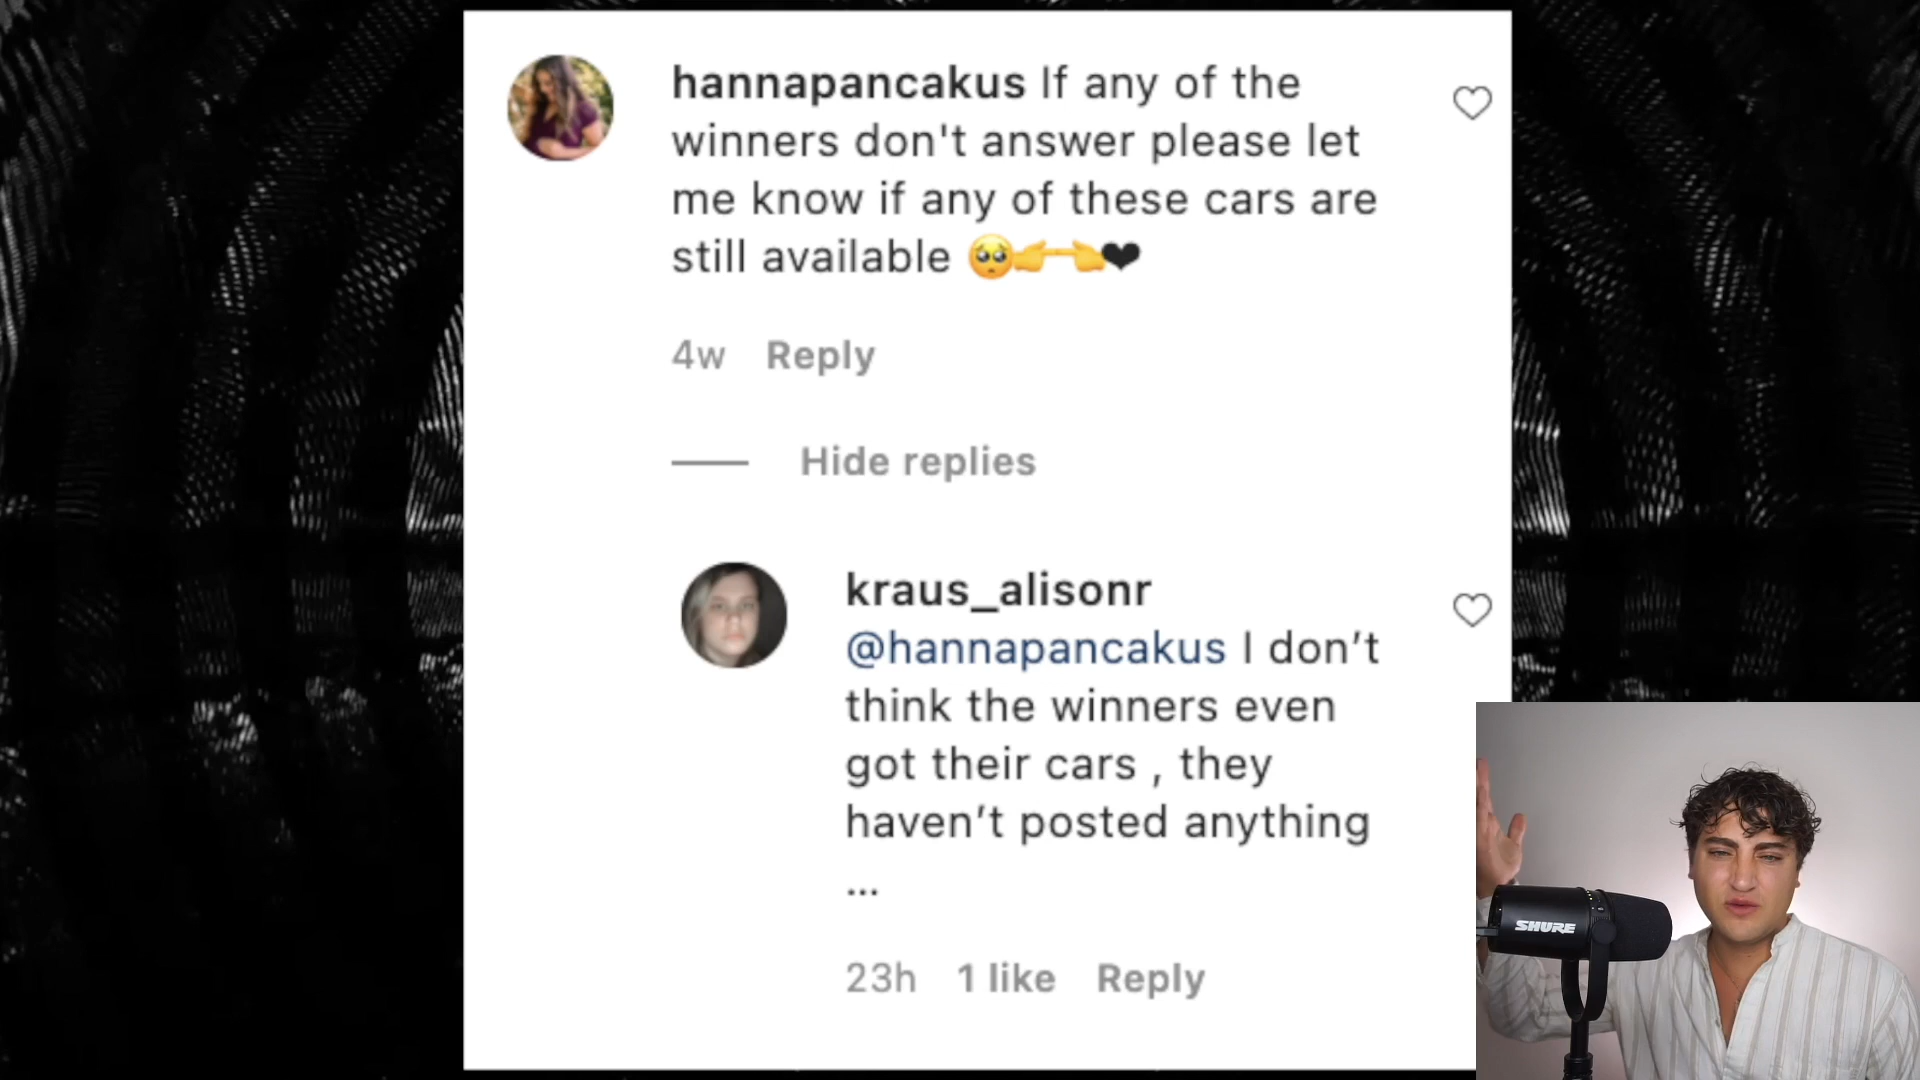 hannapancakus If any of the
winners don't answer please let
me know if any of these cars are
still available 🥺👉👈🖤
4w Reply
Hide replies
kraus_alisonr
@hannapancakus I don’t
think the winners even
got their cars , they
haven’t posted anything
...
23h 1 like Reply
SHURE